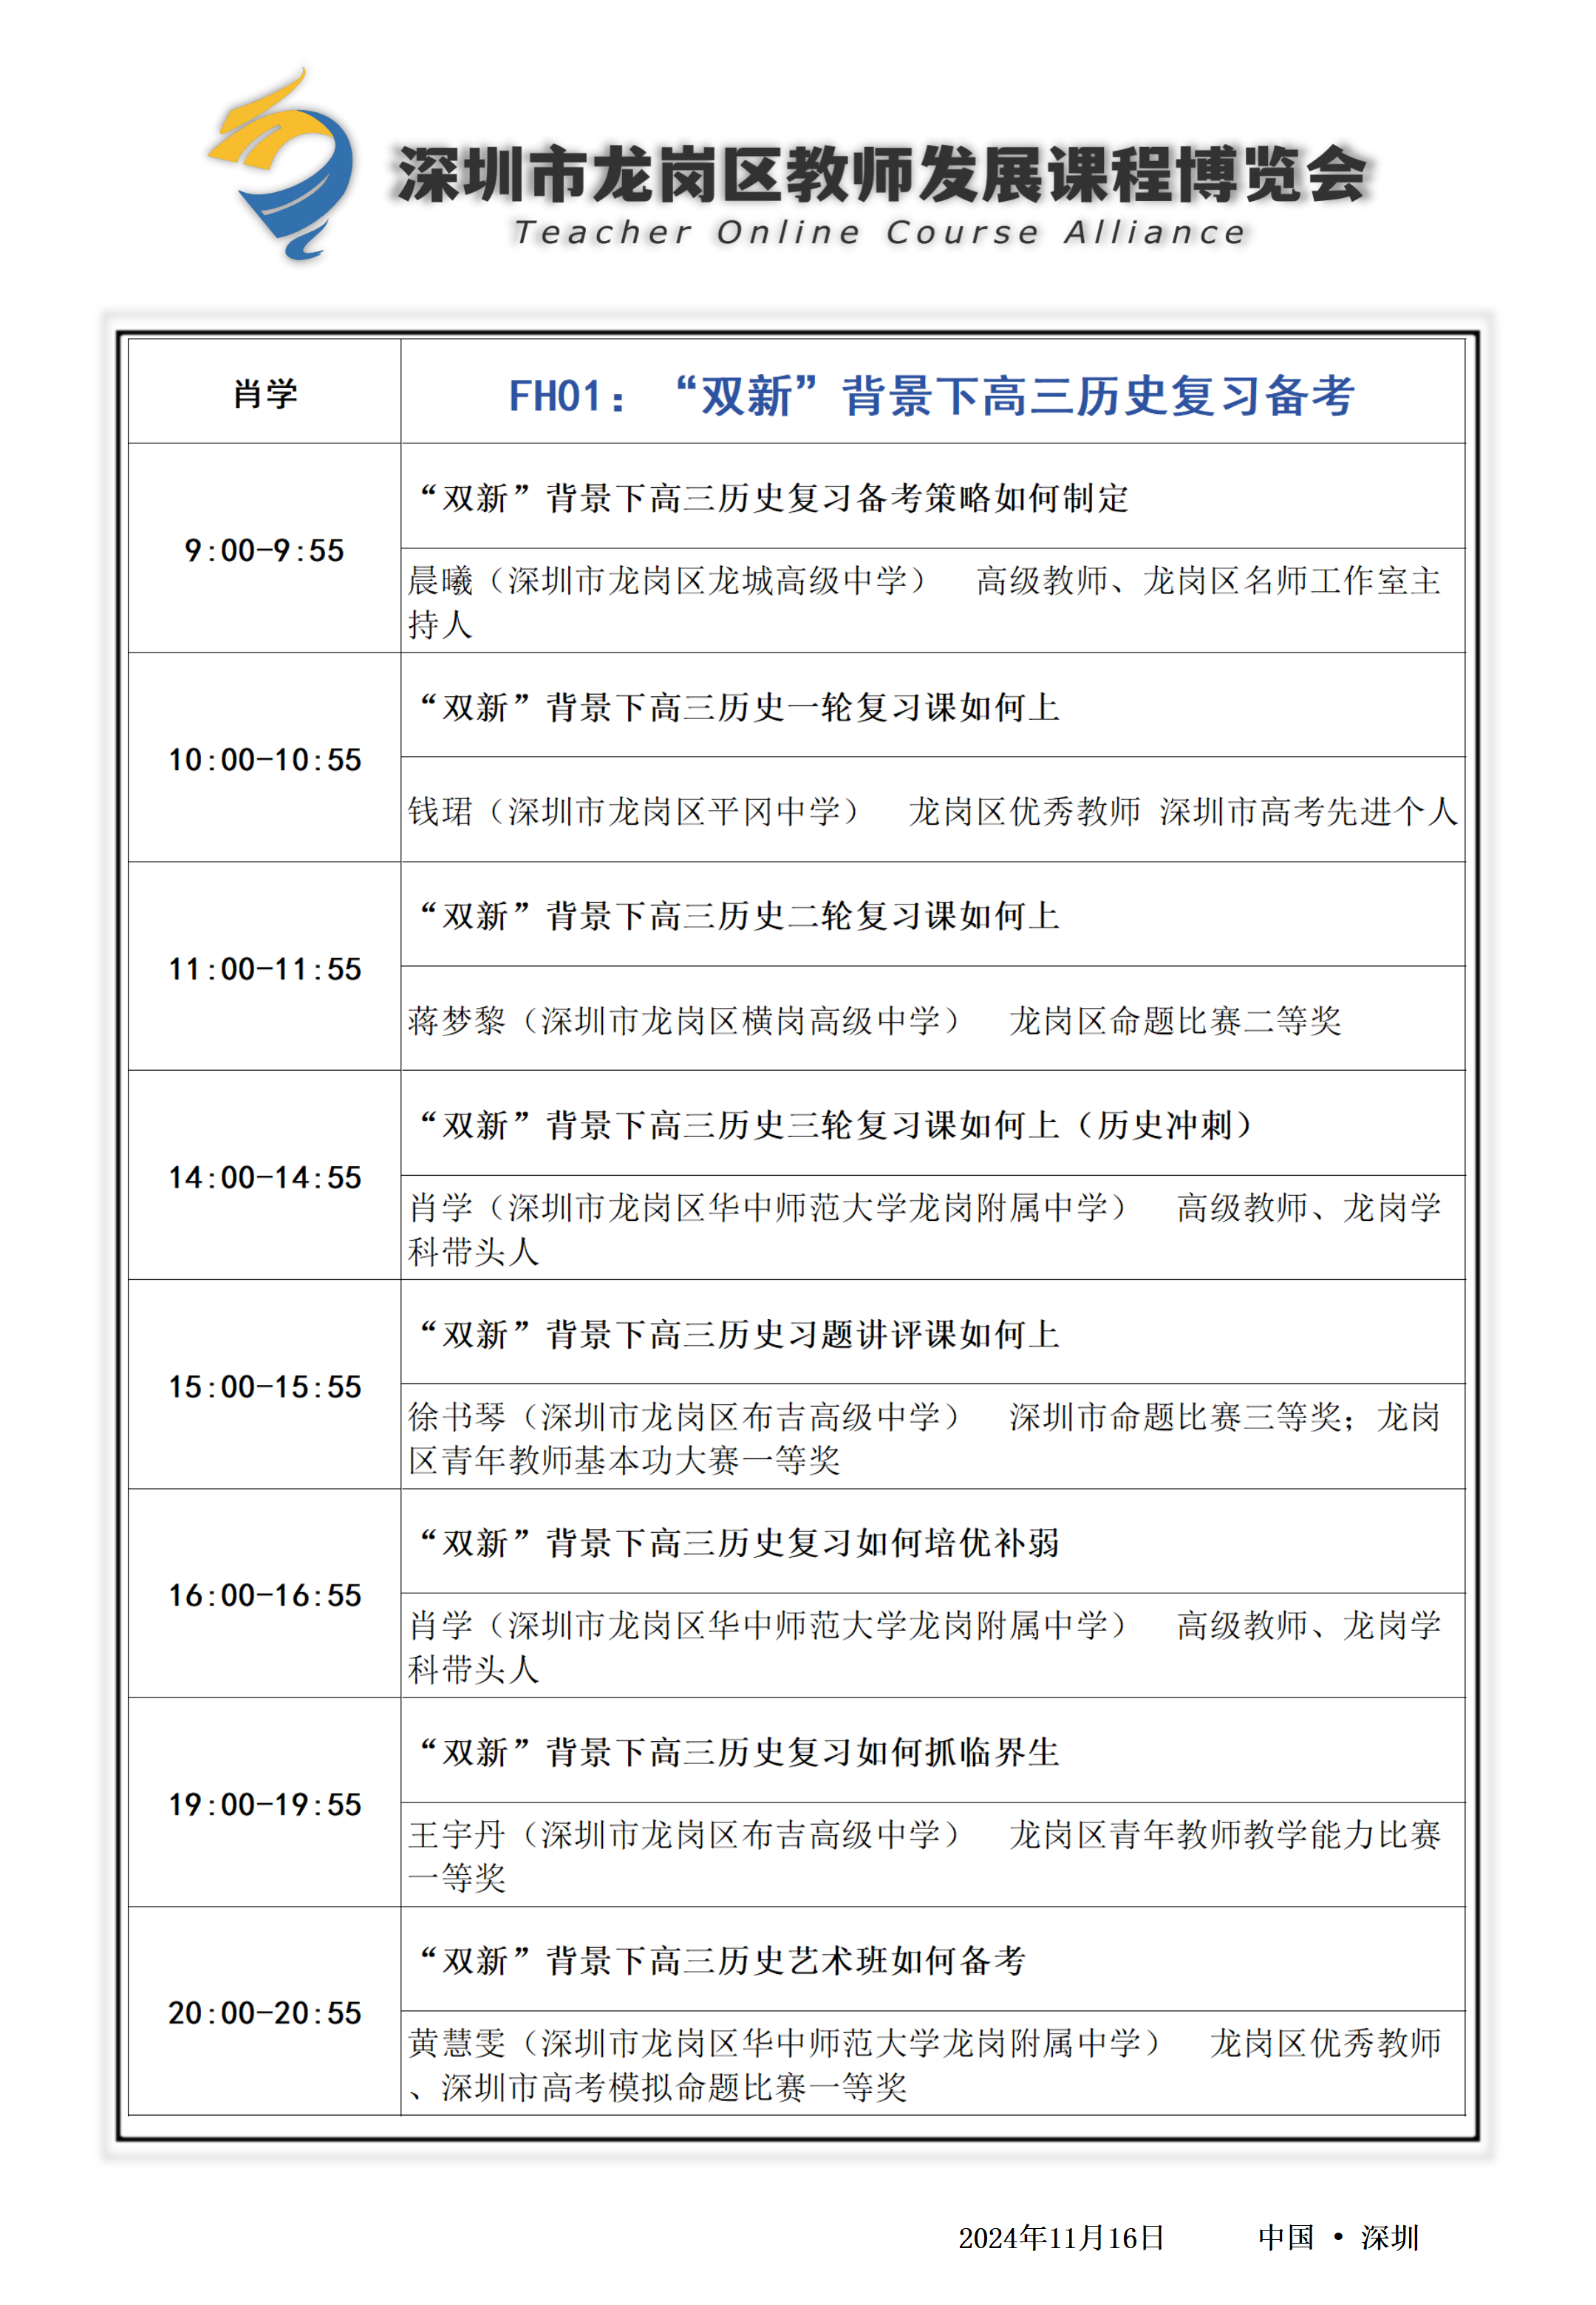 深圳市龙岗区教师发展课程博览会
Teacher Online Course Alliance
肖学
FH01：“双新”背景下高三历史复习备考
9:00-9:55
“双新”背景下高三历史复习备考策略如何制定
晨曦（深圳市龙岗区龙城高级中学） 高级教师、龙岗区名师工作室主
持人
10:00-10:55
“双新”背景下高三历史一轮复习课如何上
钱珺（深圳市龙岗区平冈中学） 龙岗区优秀教师 深圳市高考先进个人
11:00-11:55
“双新”背景下高三历史二轮复习课如何上
蒋梦黎（深圳市龙岗区横岗高级中学） 龙岗区命题比赛二等奖
14:00-14:55
“双新”背景下高三历史三轮复习课如何上（历史冲刺）
肖学（深圳市龙岗区华中师范大学龙岗附属中学） 高级教师、龙岗学
科带头人
15:00-15:55
“双新”背景下高三历史习题讲评课如何上
徐书琴（深圳市龙岗区布吉高级中学） 深圳市命题比赛三等奖；龙岗
区青年教师基本功大赛一等奖
16:00-16:55
“双新”背景下高三历史复习如何培优补弱
肖学（深圳市龙岗区华中师范大学龙岗附属中学） 高级教师、龙岗学
科带头人
19:00-19:55
“双新”背景下高三历史复习如何抓临界生
王宇丹（深圳市龙岗区布吉高级中学） 龙岗区青年教师教学能力比赛
一等奖
20:00-20:55
“双新”背景下高三历史艺术班如何备考
黄慧雯（深圳市龙岗区华中师范大学龙岗附属中学） 龙岗区优秀教师
、深圳市高考模拟命题比赛一等奖
2024年11月16日 中国 • 深圳